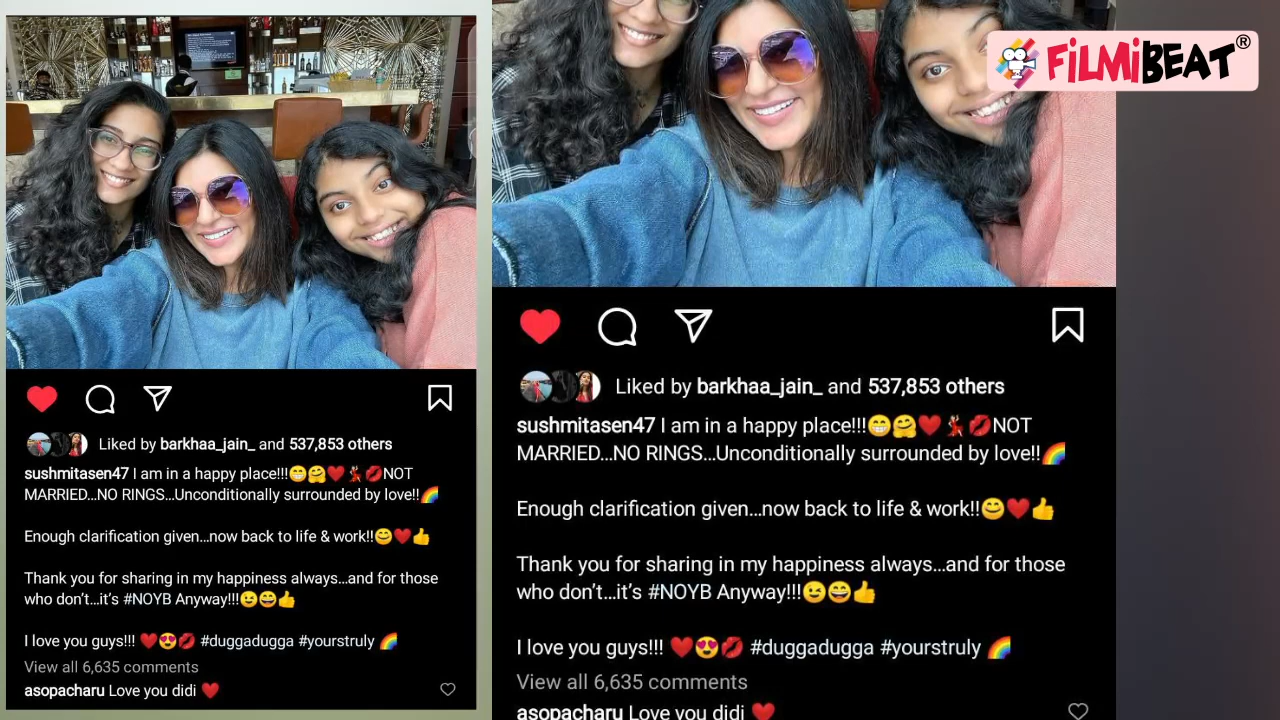 Liked by barkhaa_jain_ and 537,853 others
sushmitasen47 I am in a happy place!!!😁🤗❤️💃💋NOT
MARRIED...NO RINGS...Unconditionally surrounded by love!!🌈
Enough clarification given...now back to life & work!!😊❤️👍
Thank you for sharing in my happiness always...and for those
who don't...it's #NOYB Anyway!!!😉😄👍
I love you guys!!! ❤️😍💋 #duggadugga #yourstruly 🌈
View all 6,635 comments
asopacharu Love you didi ❤️
FiLMiBEAT®
Liked by barkhaa_jain_ and 537,853 others
sushmitasen47 I am in a happy place!!!😁🤗❤️💃💋NOT
MARRIED...NO RINGS...Unconditionally surrounded by love!!🌈
Enough clarification given...now back to life & work!!😊❤️👍
Thank you for sharing in my happiness always...and for those
who don't...it's #NOYB Anyway!!!😉😄👍
I love you guys!!! ❤️😍💋 #duggadugga #yourstruly 🌈
View all 6,635 comments
asopacharu Love you didi ❤️